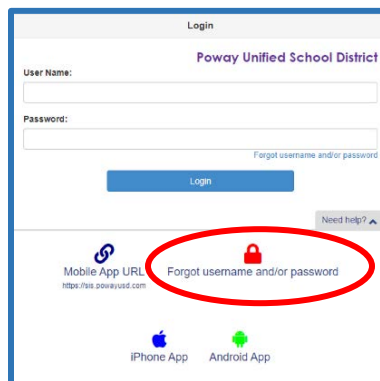 Login
Poway Unified School District
User Name:
Password:
Forgot username and/or password
Login
Need help?
Mobile App URL
https://sis.powayusd.com
Forgot username and/or password
iPhone App
Android App